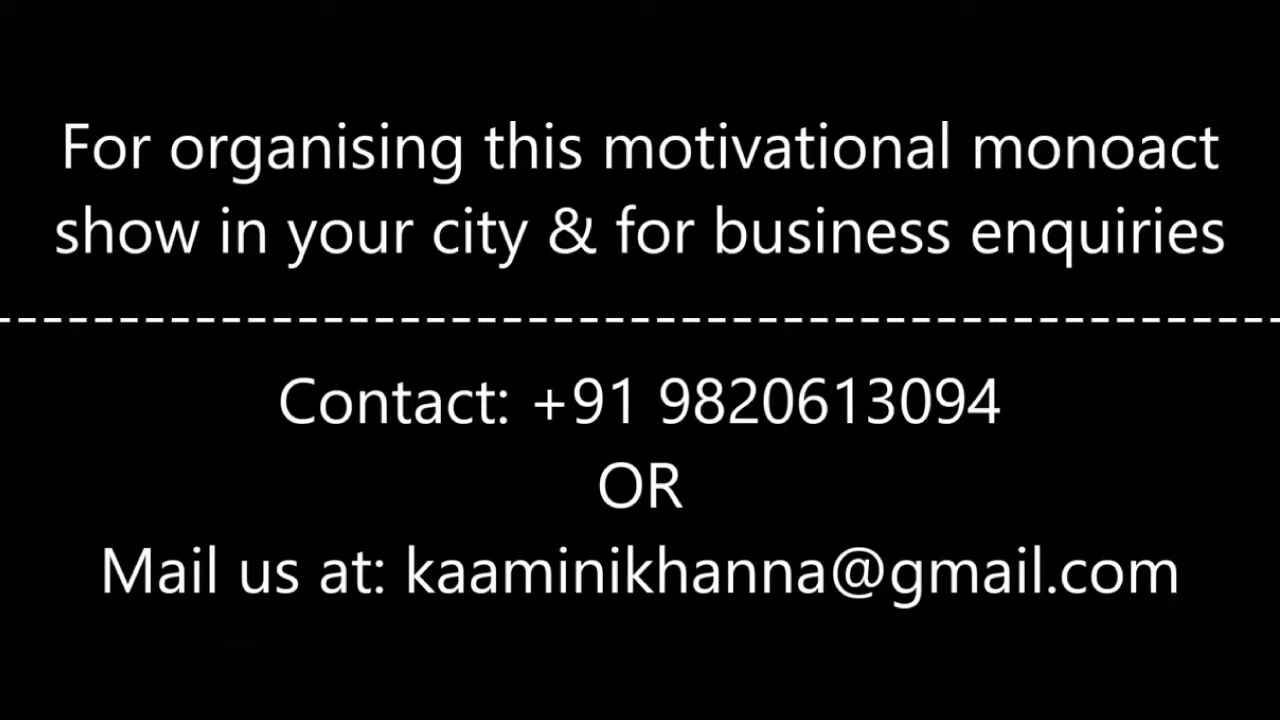 For organising this motivational monoact
show in your city & for business enquiries
--------------------------------------------------
Contact: +91 9820613094
OR
Mail us at: kaaminikhanna@gmail.com